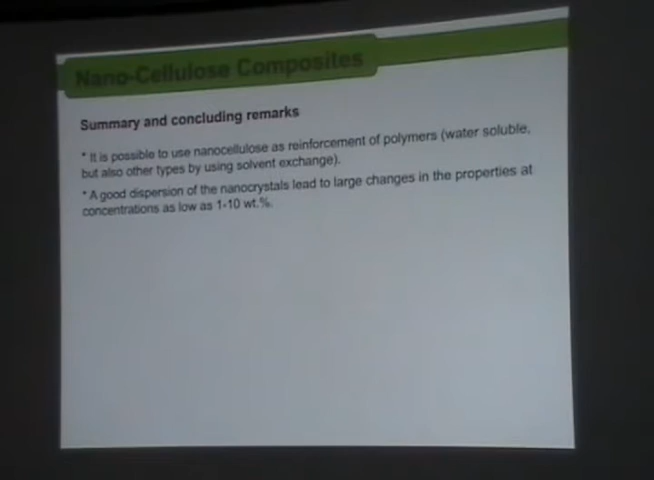 Nano-Cellulose Composites
Summary and concluding remarks
* It is possible to use nanocellulose as reinforcement of polymers (water soluble,
but also other types by using solvent exchange).
* A good dispersion of the nanocrystals lead to large changes in the properties at
concentrations as low as 1-10 wt.%.